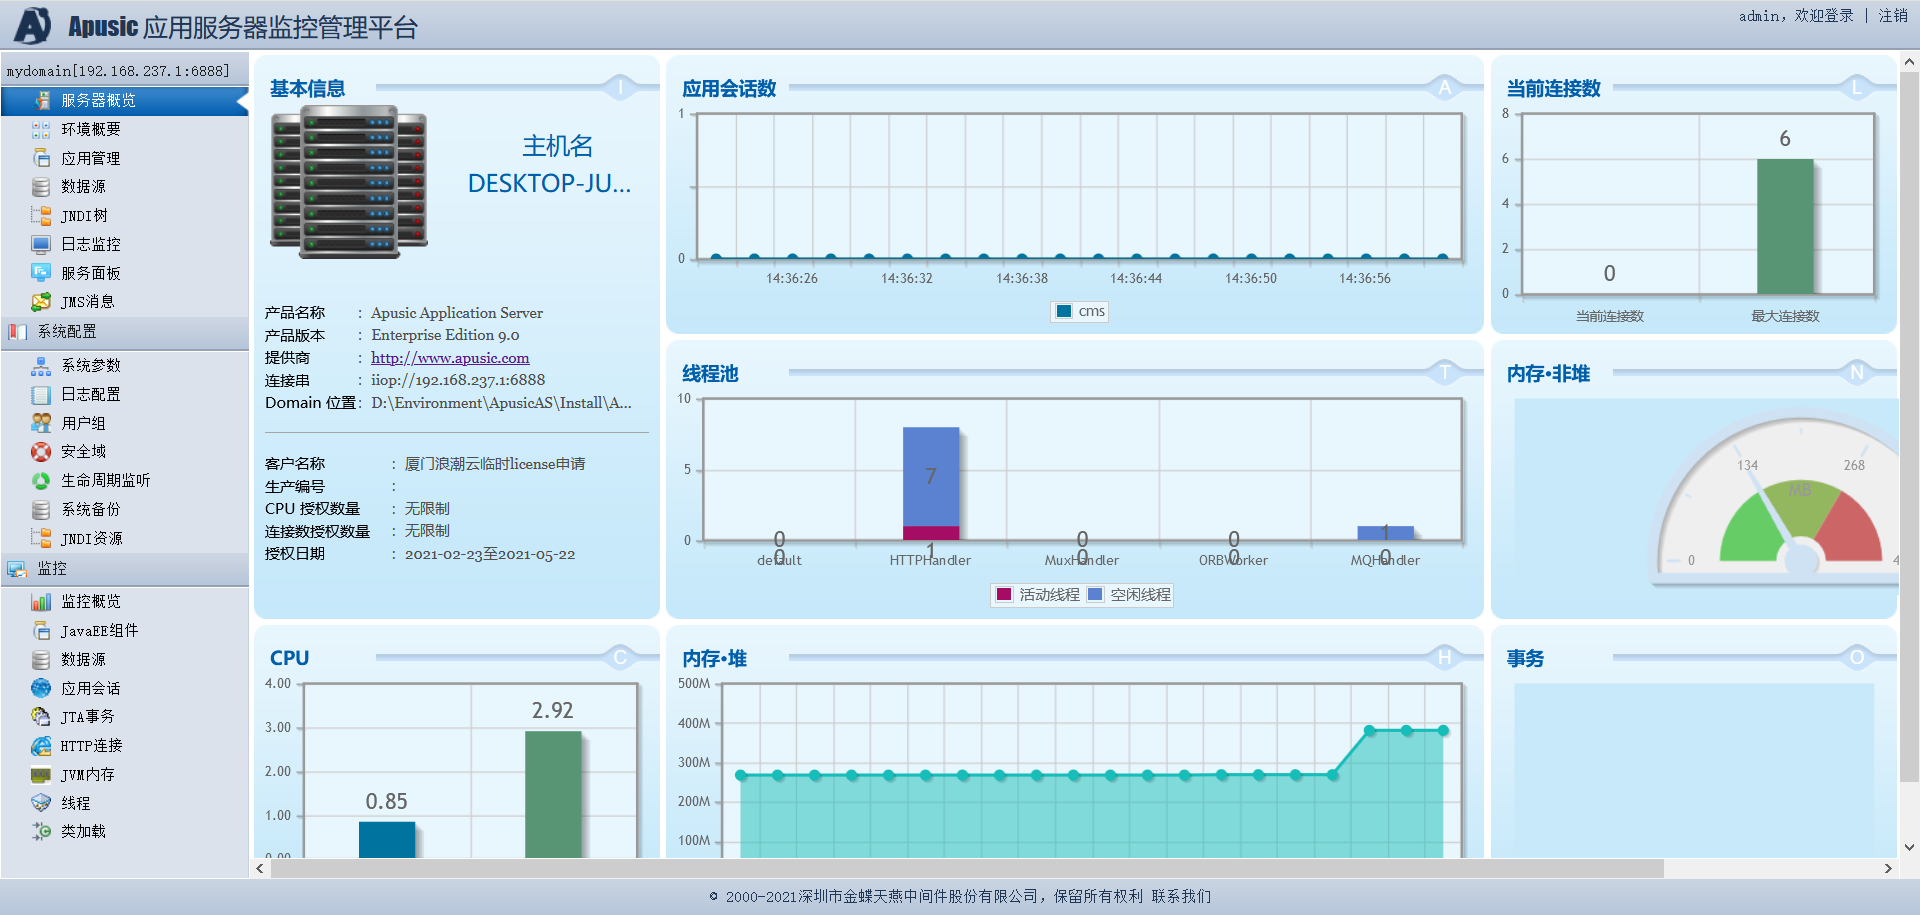 Apusic 应用服务器监控管理平台
admin, 欢迎登录 | 注销
mydomain[192.168.237.1:6888]
服务器概览
环境概要
应用管理
数据源
JNDI树
日志监控
服务面板
JMS消息
系统配置
系统参数
日志配置
用户组
安全域
生命周期监听
系统备份
JNDI资源
监控
监控概览
JavaEE组件
数据源
应用会话
JTA事务
HTTP连接
JVM内存
线程
类加载
基本信息
I
主机名
DESKTOP-JU...
产品名称 : Apusic Application Server
产品版本 : Enterprise Edition 9.0
提供商 : http://www.apusic.com
连接串 : iiop://192.168.237.1:6888
Domain 位置 : D:\Environment\ApusicAS\Install\A...
客户名称 : 厦门浪潮云临时license申请
生产编号 :
CPU 授权数量 : 无限制
连接数授权数量 : 无限制
授权日期 : 2021-02-23至2021-05-22
应用会话数
A
1
0
14:36:26 14:36:32 14:36:38 14:36:44 14:36:50 14:36:56
cms
当前连接数
L
8
6
4
2
0
0
6
当前连接数 最大连接数
线程池
T
10
5
0
0 7 0 0 1
0 1 0 0 0
default HTTPHandler MuxHandler ORBWorker MQHandler
活动线程 空闲线程
内存·非堆
N
134 268
MB
0 4
CPU
C
4.00
3.00
2.00
1.00
0.00
0.85
2.92
内存·堆
H
500M
400M
300M
200M
100M
事务
O
© 2000-2021深圳市金蝶天燕中间件股份有限公司，保留所有权利 联系我们